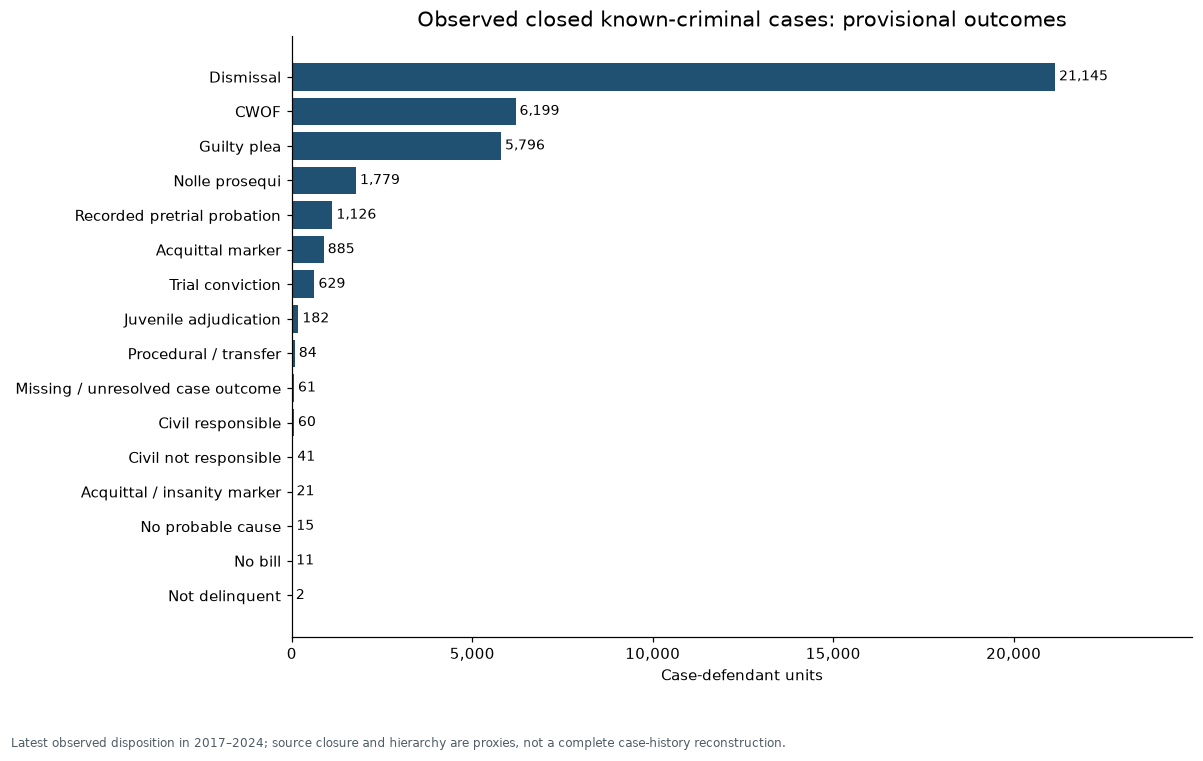 Observed closed known-criminal cases: provisional outcomes
Dismissal 21,145
CWOF 6,199
Guilty plea 5,796
Nolle prosequi 1,779
Recorded pretrial probation 1,126
Acquittal marker 885
Trial conviction 629
Juvenile adjudication 182
Procedural / transfer 84
Missing / unresolved case outcome 61
Civil responsible 60
Civil not responsible 41
Acquittal / insanity marker 21
No probable cause 15
No bill 11
Not delinquent 2
0 5,000 10,000 15,000 20,000
Case-defendant units
Latest observed disposition in 2017–2024; source closure and hierarchy are proxies, not a complete case-history reconstruction.